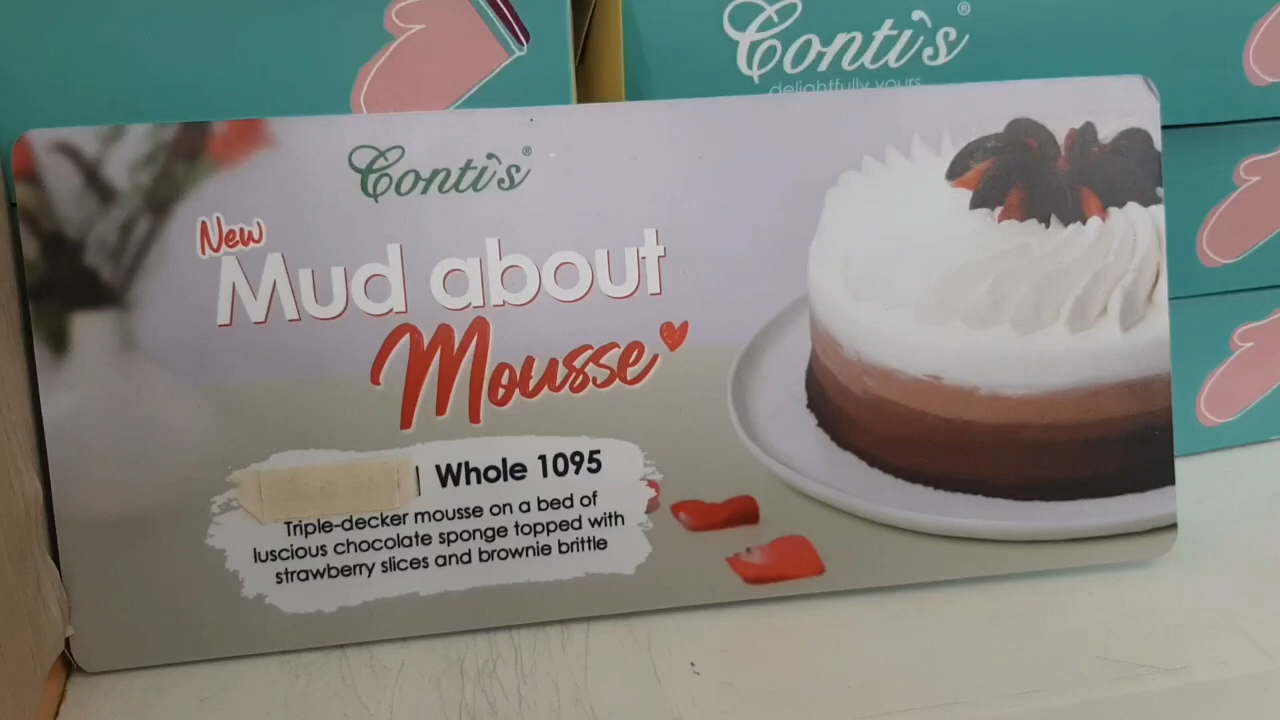 Conti's®
delightfully yours
Conti's®
New
Mud about
Mousse
| Whole 1095
Triple-decker mousse on a bed of
luscious chocolate sponge topped with
strawberry slices and brownie brittle